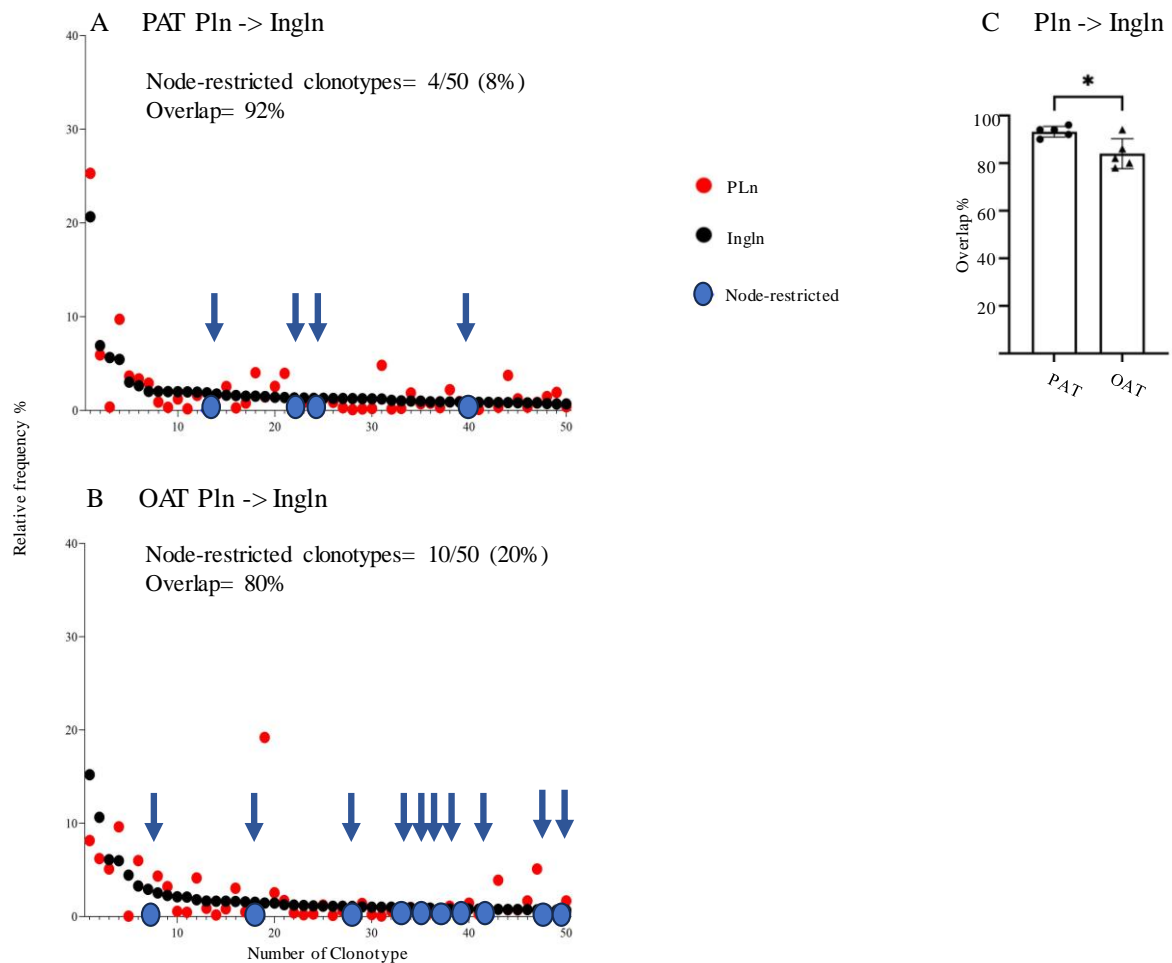 A PAT Pln -> Ingln
40
Node-restricted clonotypes= 4/50 (8%)
Overlap= 92%
30
20
10
0
10 20 30 40 50
PLn
Ingln
Node-restricted
C Pln -> Ingln
*
100
80
60
40
20
Overlap %
PAT OAT
Relative frequency %
B OAT Pln -> Ingln
40
Node-restricted clonotypes= 10/50 (20%)
Overlap= 80%
30
20
10
0
10 20 30 40 50
Number of Clonotype